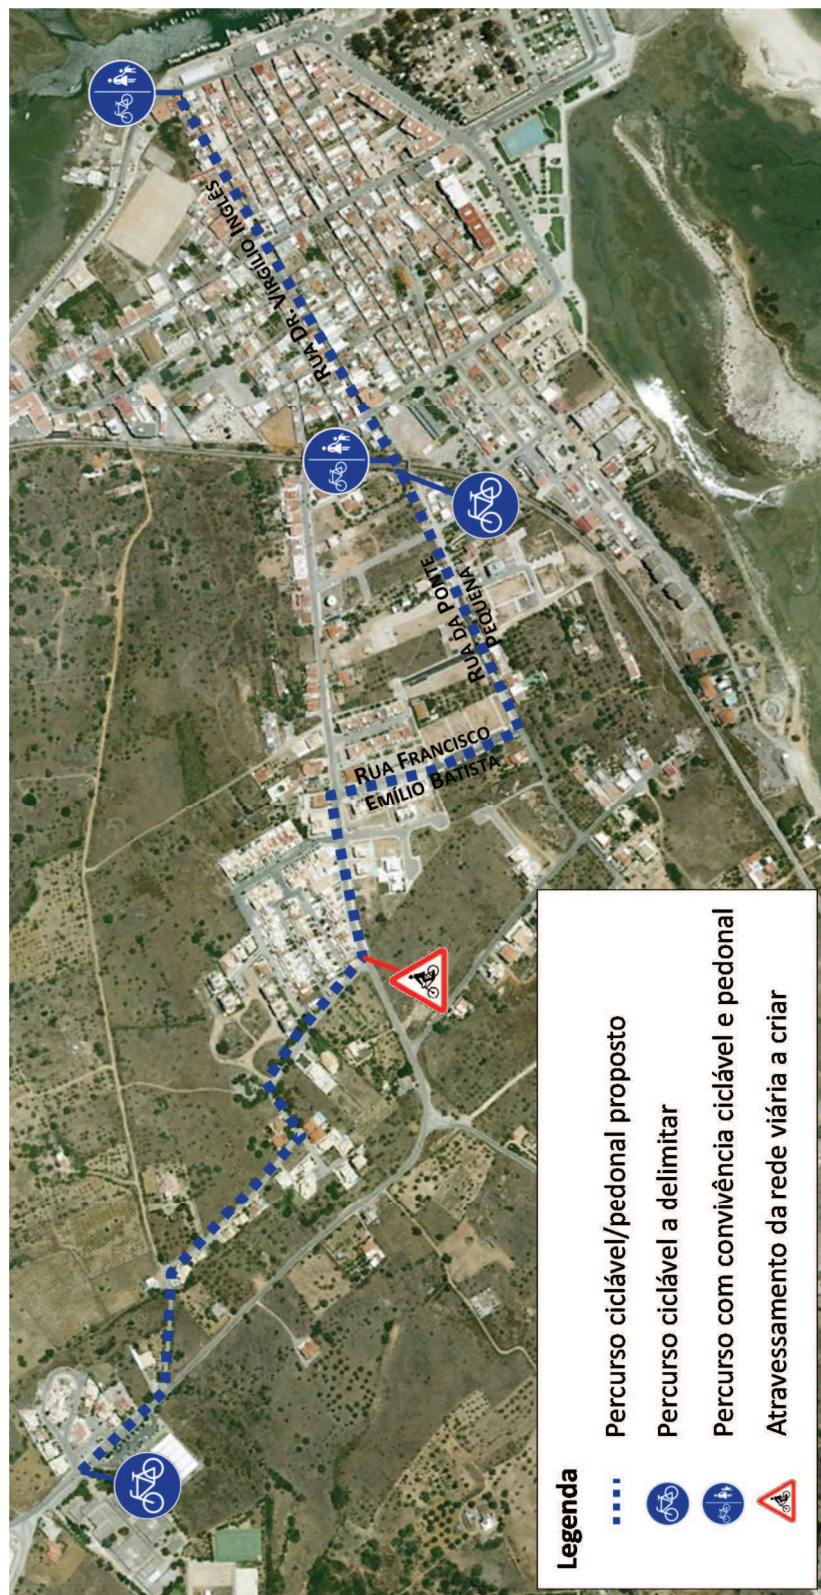 RUA DR. VIRGÍLIO INGLÊS
RUA DA PONTE
PEQUENA
RUA FRANCISCO
EMÍLIO BATISTA
Legenda
Percurso ciclável/pedonal proposto
Percurso ciclável a delimitar
Percurso com convivência ciclável e pedonal
Atravessamento da rede viária a criar